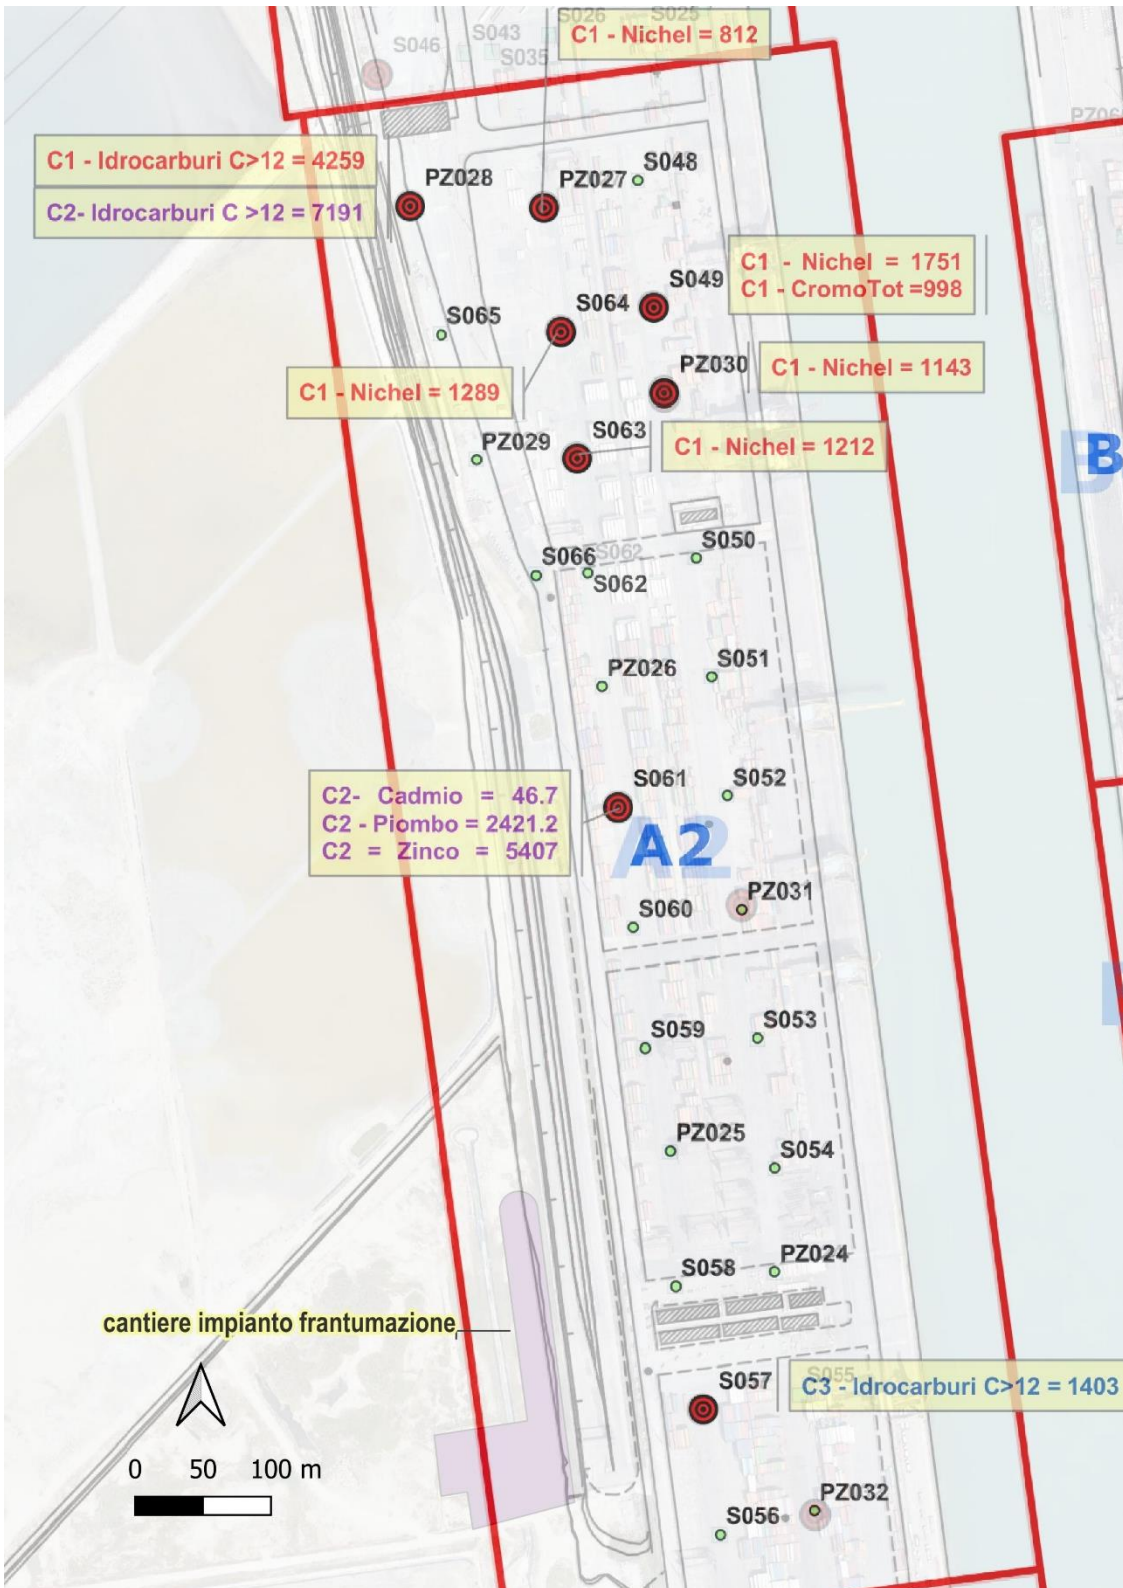 S026
S025
S043
S046
S035
C1 - Nichel = 812
PZ06
C1 - Idrocarburi C>12 = 4259
C2- Idrocarburi C >12 = 7191
PZ028
PZ027
S048
S049
C1 - Nichel = 1751
C1 - CromoTot =998
S064
S065
C1 - Nichel = 1289
PZ030
C1 - Nichel = 1143
S063
C1 - Nichel = 1212
PZ029
B
S066
S062
S062
S050
PZ026
S051
S061
S052
C2- Cadmio = 46.7
C2 - Piombo = 2421.2
C2 = Zinco = 5407
A2
PZ031
S060
S059
S053
PZ025
S054
S058
PZ024
cantiere impianto frantumazione
S057
S055
C3 - Idrocarburi C>12 = 1403
0 50 100 m
PZ032
S056